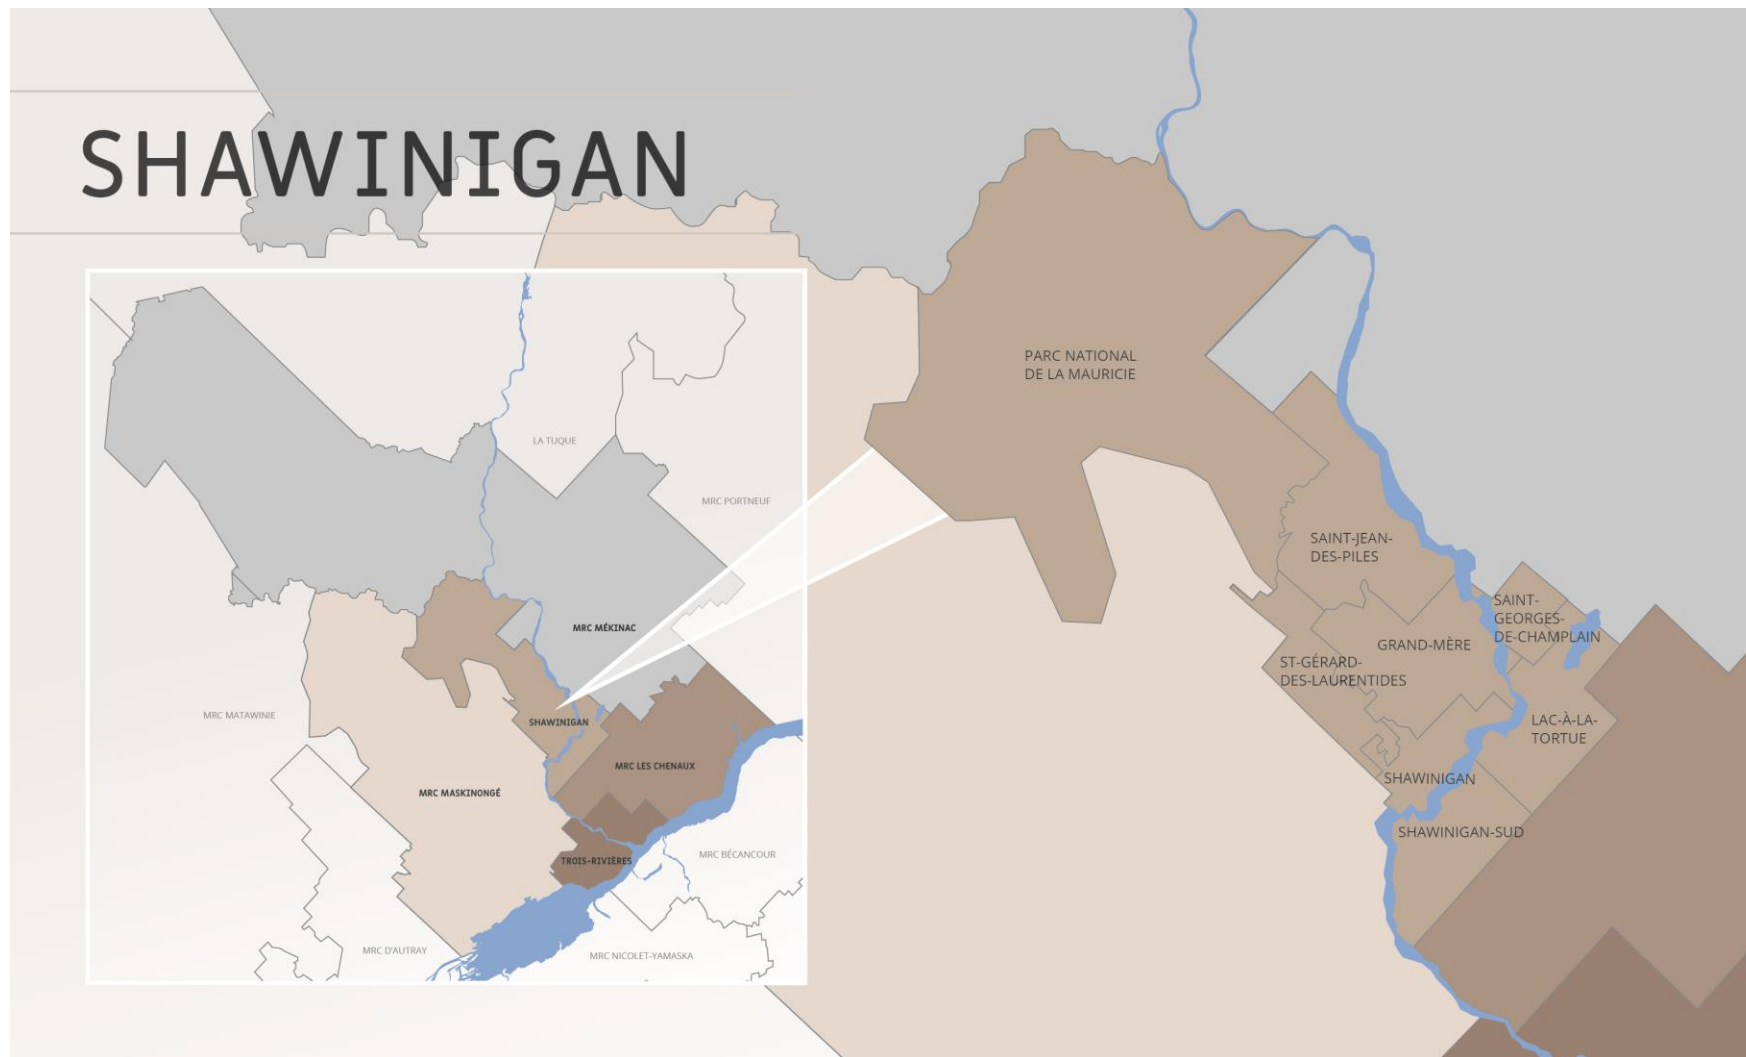 SHAWINIGAN
LA TUQUE
MRC PORTNEUF
MRC MÉKINAC
MRC MATAWINIE
SHAWINIGAN
MRC LES CHENAUX
MRC MASKINONGÉ
TROIS-RIVIÈRES
MRC BÉCANCOUR
MRC D'AUTRAY
MRC NICOLET-YAMASKA
PARC NATIONAL
DE LA MAURICIE
SAINT-JEAN-
DES-PILES
SAINT-
GEORGES-
DE-CHAMPLAIN
GRAND-MÈRE
ST-GÉRARD-
DES-LAURENTIDES
LAC-À-LA-
TORTUE
SHAWINIGAN
SHAWINIGAN-SUD